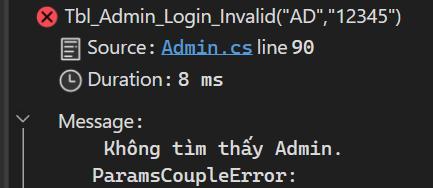 Tbl_Admin_Login_Invalid("AD","12345")
Source: Admin.cs line 90
Duration: 8 ms
Message:
Không tìm thấy Admin.
ParamsCoupleError: